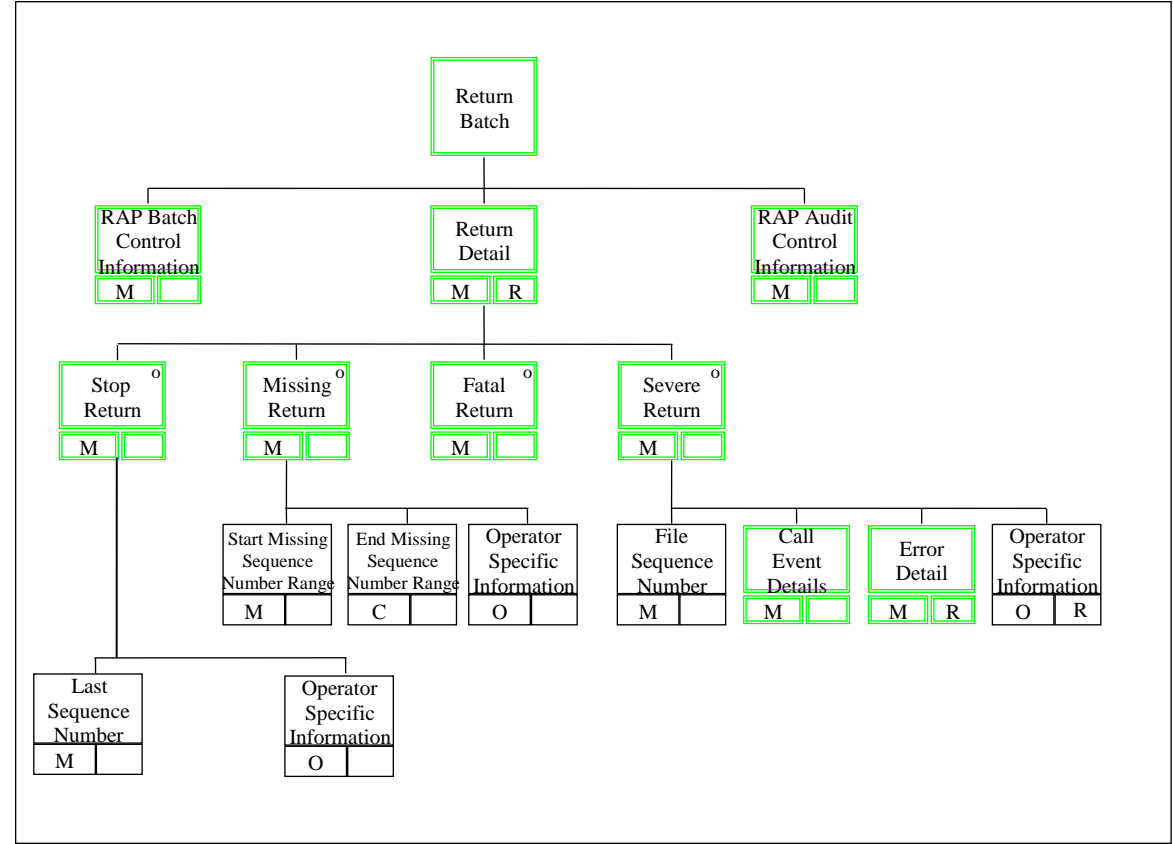 Return
Batch
RAP Batch
Control
Information
M
Return
Detail
M R
RAP Audit
Control
Information
M
Stop o
Return
M
Missing o
Return
M
Fatal o
Return
M
Severe o
Return
M
Start Missing
Sequence
Number Range
M
End Missing
Sequence
Number Range
C
Operator
Specific
Information
O
File
Sequence
Number
M
Call
Event
Details
M
Error
Detail
M R
Operator
Specific
Information
O R
Last
Sequence
Number
M
Operator
Specific
Information
O